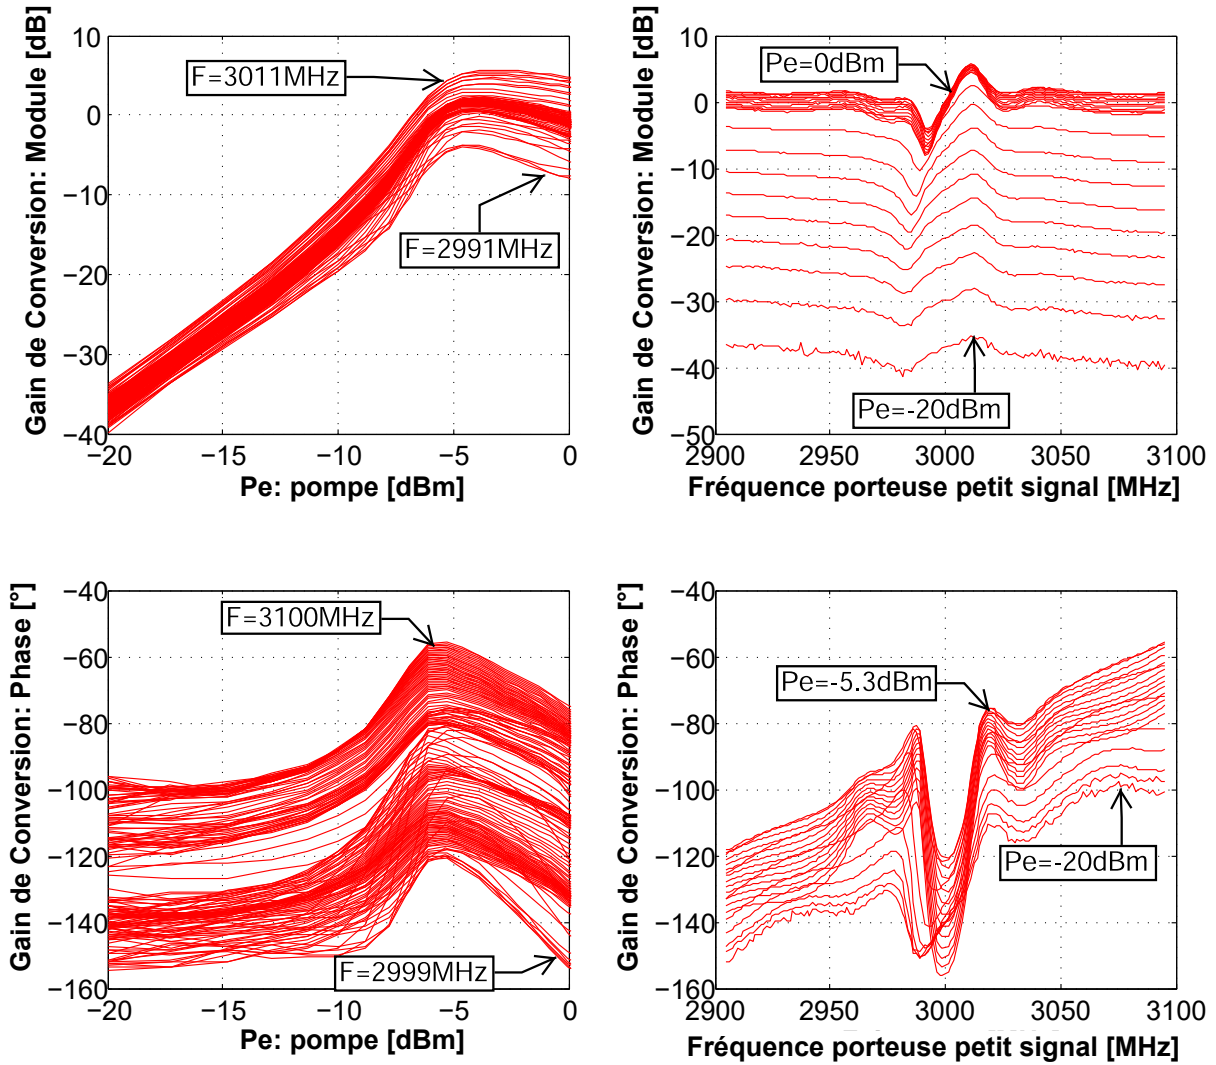 Gain de Conversion: Module [dB]
10
0
−10
−20
−30
−40
F=3011MHz
F=2991MHz
−20
−15
−10
−5
0
Pe: pompe [dBm]
Gain de Conversion: Module [dB]
10
0
−10
−20
−30
−40
−50
Pe=0dBm
Pe=-20dBm
2900
2950
3000
3050
3100
Fréquence porteuse petit signal [MHz]
Gain de Conversion: Phase [°]
−40
−60
−80
−100
−120
−140
−160
F=3100MHz
F=2999MHz
−20
−15
−10
−5
0
Pe: pompe [dBm]
Gain de Conversion: Phase [°]
−40
−60
−80
−100
−120
−140
−160
Pe=-5.3dBm
Pe=-20dBm
2900
2950
3000
3050
3100
Fréquence porteuse petit signal [MHz]